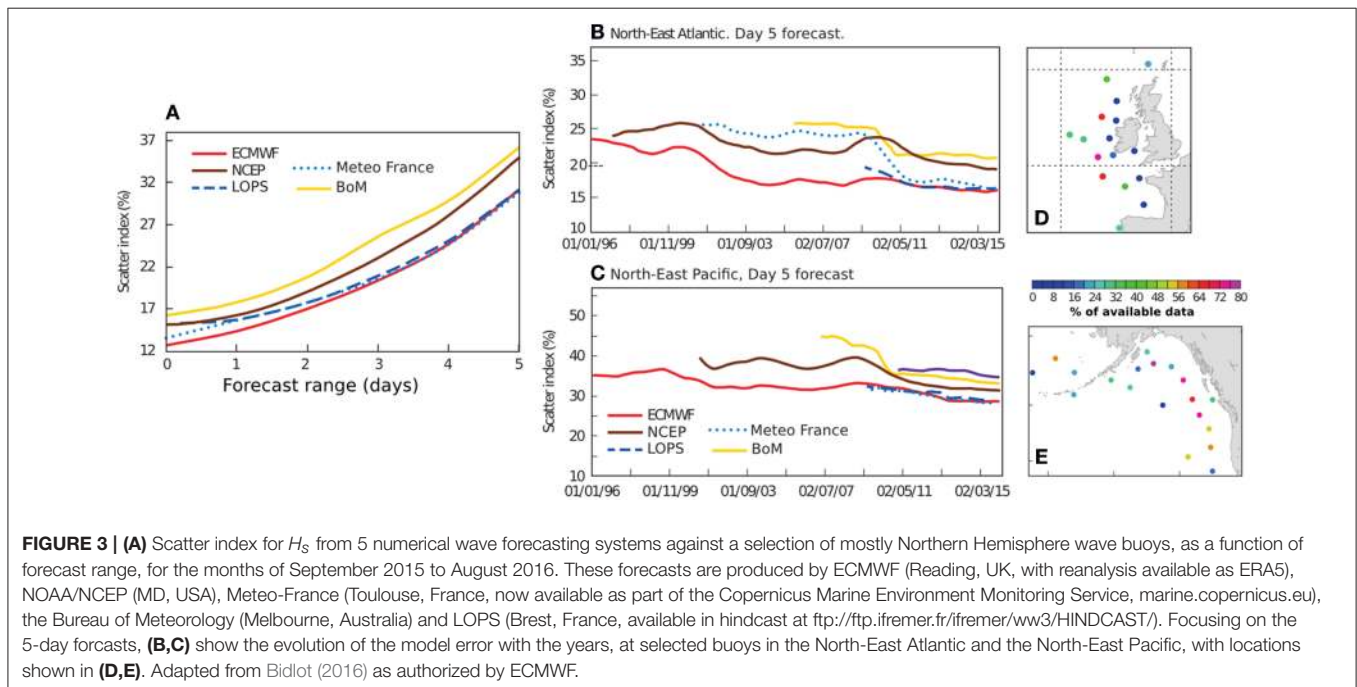 A
Scatter index (%)
37
32
27
22
17
12
ECMWF
NCEP
LOPS
Meteo France
BoM
0 1 2 3 4 5
Forecast range (days)
B North-East Atlantic. Day 5 forecast.
Scatter index (%)
35
30
25
20
15
10
01/01/96 01/11/99 01/09/03 02/07/07 02/05/11 02/03/15
C North-East Pacific, Day 5 forecast
Scatter index (%)
50
45
35
30
25
10
ECMWF
NCEP
LOPS
Meteo France
BoM
01/01/96 01/11/99 01/09/03 02/07/07 02/05/11 02/03/15
D
0 8 16 24 32 40 48 56 64 72 80
% of available data
E
FIGURE 3 | (A) Scatter index for HS from 5 numerical wave forecasting systems against a selection of mostly Northern Hemisphere wave buoys, as a function of
forecast range, for the months of September 2015 to August 2016. These forecasts are produced by ECMWF (Reading, UK, with reanalysis available as ERA5),
NOAA/NCEP (MD, USA), Meteo-France (Toulouse, France, now available as part of the Copernicus Marine Environment Monitoring Service, marine.copernicus.eu),
the Bureau of Meteorology (Melbourne, Australia) and LOPS (Brest, France, available in hindcast at ftp://ftp.ifremer.fr/ifremer/ww3/HINDCAST/). Focusing on the
5-day forcasts, (B,C) show the evolution of the model error with the years, at selected buoys in the North-East Atlantic and the North-East Pacific, with locations
shown in (D,E). Adapted from Bidlot (2016) as authorized by ECMWF.